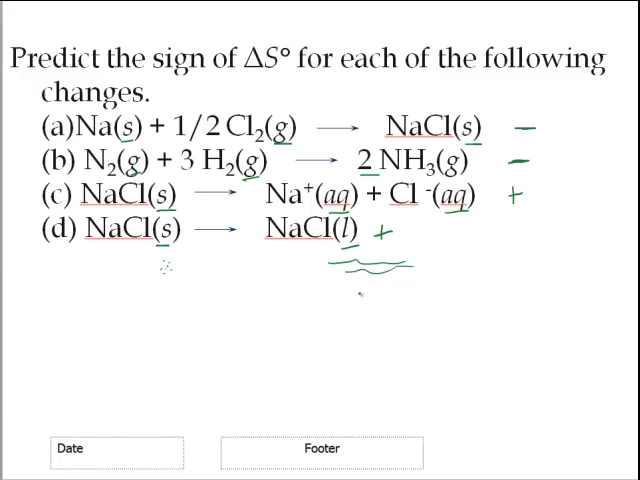 Predict the sign of ΔS° for each of the following
changes.
(a)Na(s) + 1/2 Cl₂(g) → NaCl(s) −
(b) N₂(g) + 3 H₂(g) → 2 NH₃(g) −
(c) NaCl(s) → Na⁺(aq) + Cl ⁻(aq) +
(d) NaCl(s) → NaCl(l) +
Date
Footer